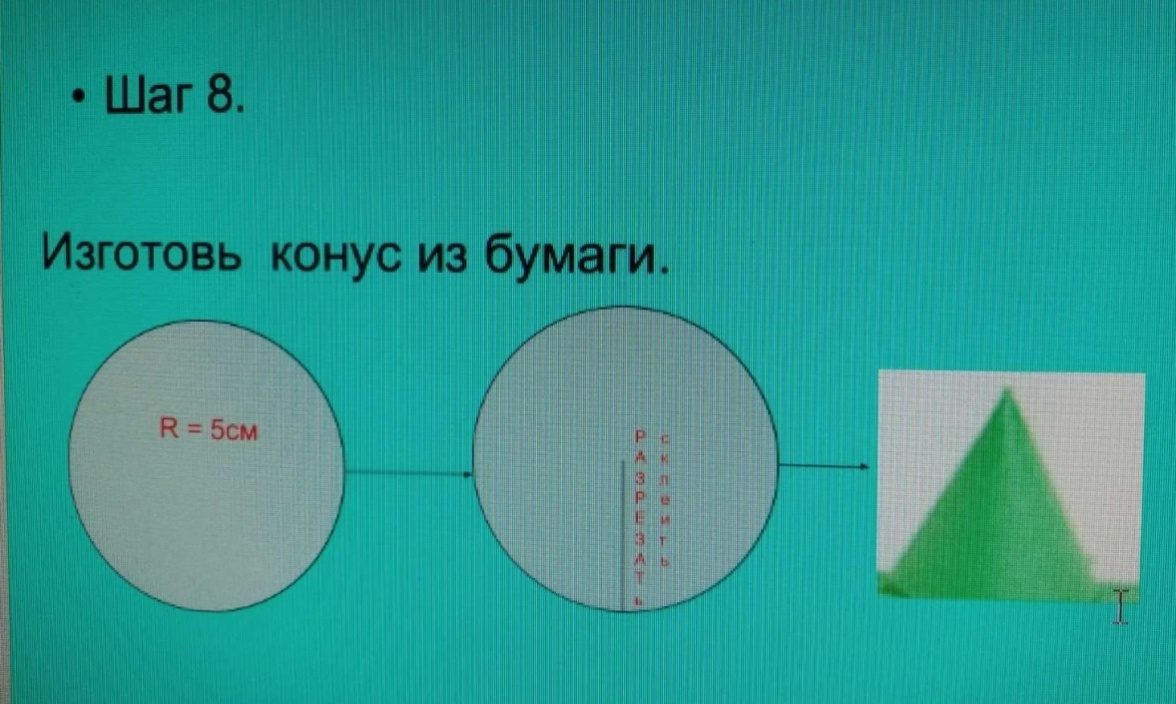 • Шаг 8.
Изготовь конус из бумаги.
R = 5см
РАЗРЕЗАТЬ
склеить